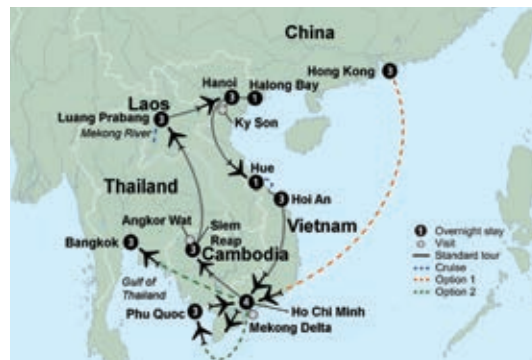 China
Hong Kong
3
Hanoi
3
1
Halong Bay
Laos
Luang Prabang
3
Mekong River
Ky Son
Hue
1
3
Hoi An
Thailand
Vietnam
Angkor Wat
Siem
Reap
3
Bangkok
3
Cambodia
Gulf of
Thailand
Phu Quoc
3
4
Ho Chi Minh
Mekong Delta
1 Overnight stay
Visit
Standard tour
Cruise
Option 1
Option 2